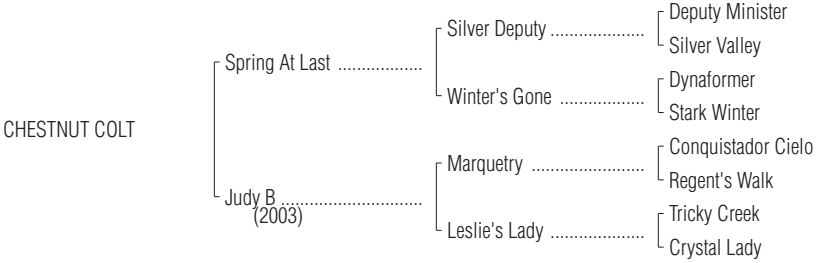 Deputy Minister
Silver Deputy ....................
Silver Valley
Spring At Last ..................
Dynaformer
Winter's Gone ..................
Stark Winter
CHESTNUT COLT
Conquistador Cielo
Marquetry ........................
Regent's Walk
Judy B ..............................
(2003)
Tricky Creek
Leslie's Lady ....................
Crystal Lady